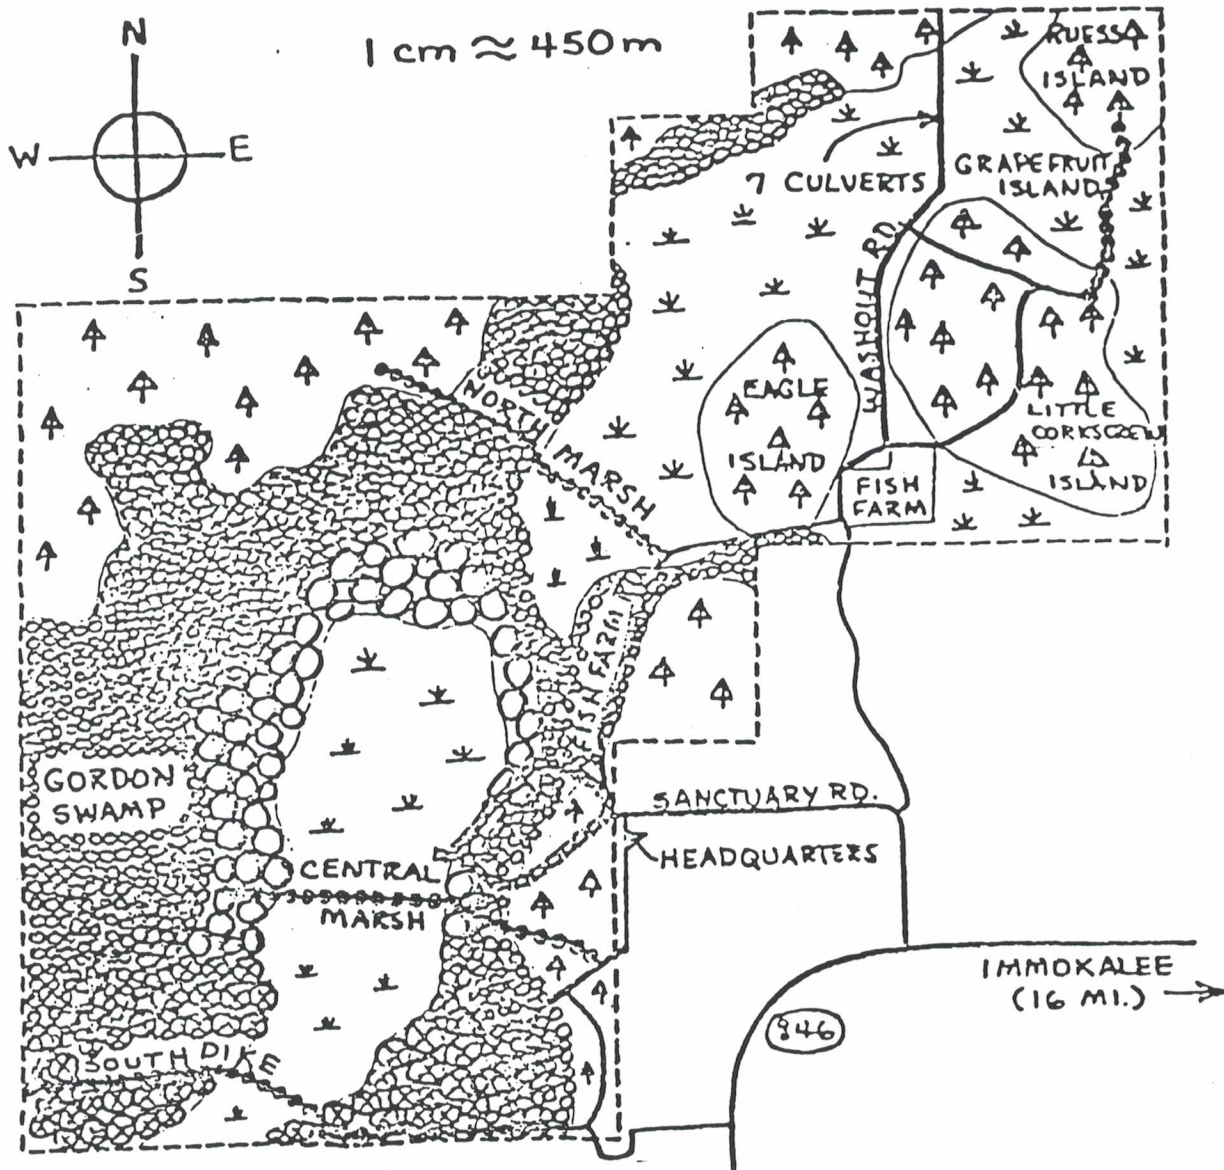 N
1 cm ≈ 450 m
W
E
S
RUESS
ISLAND
7 CULVERTS
GRAPEFRUIT
ISLAND
WASHOUT RD.
NORTH MARSH
EAGLE
ISLAND
LITTLE
CORKSCREW
ISLAND
FISH
FARM
FISH FARM
GORDON
SWAMP
SANCTUARY RD.
HEADQUARTERS
CENTRAL
MARSH
IMMOKALEE
(16 MI.)
846
SOUTH DIKE